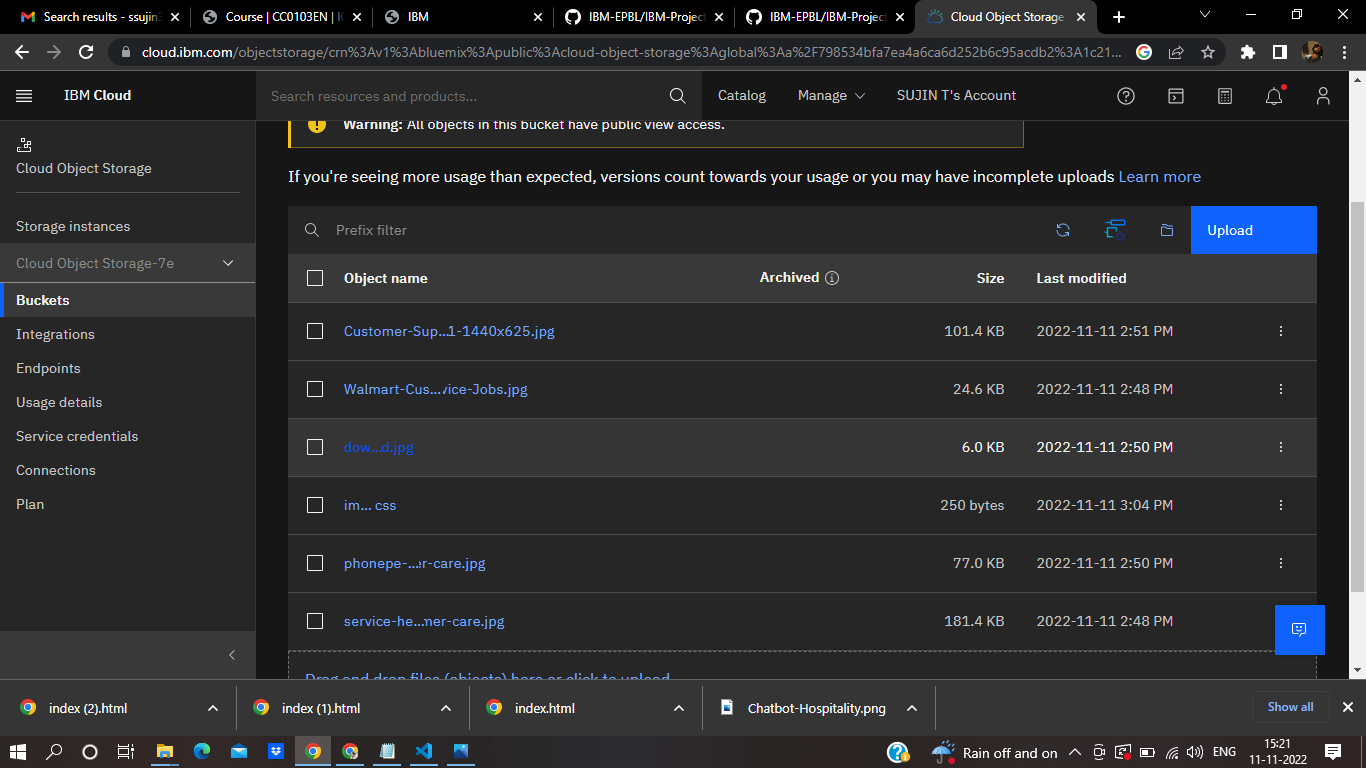 Search results - ssujin3
Course | CC0103EN | I
IBM
IBM-EPBL/IBM-Project
IBM-EPBL/IBM-Project
Cloud Object Storage
cloud.ibm.com/objectstorage/crn%3Av1%3Abluemix%3Apublic%3Acloud-object-storage%3Aglobal%3Aa%2F798534bfa7ea4a6ca6d252b6c95acdb2%3A1c21...
IBM Cloud
Search resources and products...
Catalog
Manage
SUJIN T's Account
Warning: All objects in this bucket have public view access.
Cloud Object Storage
If you're seeing more usage than expected, versions count towards your usage or you may have incomplete uploads Learn more
Storage instances
Cloud Object Storage-7e
Buckets
Integrations
Endpoints
Usage details
Service credentials
Connections
Plan
Prefix filter
Upload
Object name Archived Size Last modified
Customer-Sup...1-1440x625.jpg 101.4 KB 2022-11-11 2:51 PM
Walmart-Cus...vice-Jobs.jpg 24.6 KB 2022-11-11 2:48 PM
dow...d.jpg 6.0 KB 2022-11-11 2:50 PM
im... css 250 bytes 2022-11-11 3:04 PM
phonepe-...er-care.jpg 77.0 KB 2022-11-11 2:50 PM
service-he...mer-care.jpg 181.4 KB 2022-11-11 2:48 PM
Drag and drop files (objects) here or click to upload
index (2).html
index (1).html
index.html
Chatbot-Hospitality.png
Show all
Rain off and on
ENG
15:21
11-11-2022